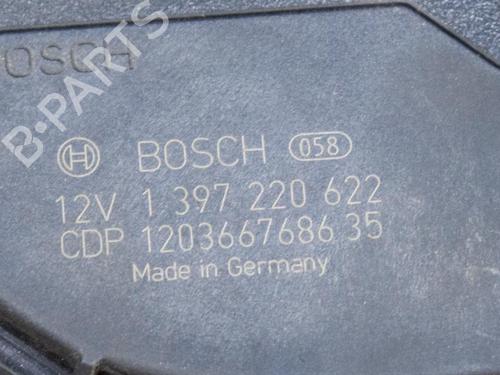 B-PARTS
BOSCH
BOSCH 058
12V 1 397 220 622
CDP 1203667686 35
Made in Germany